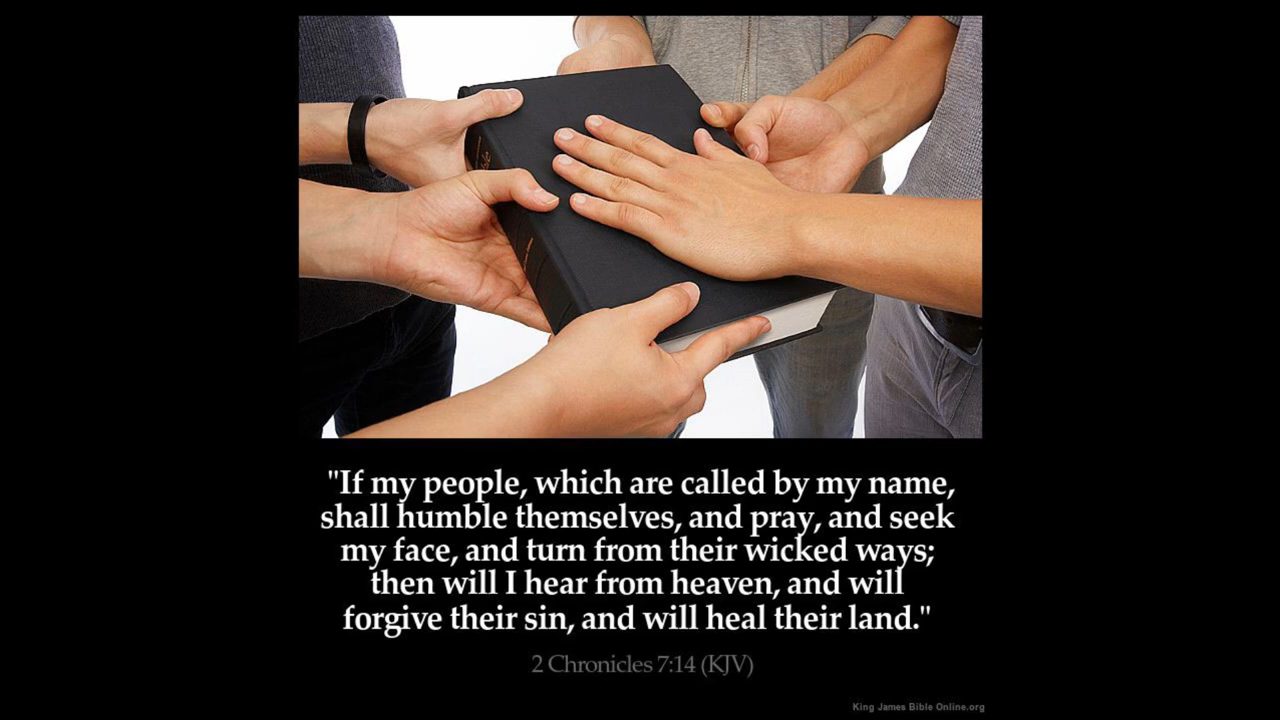 "If my people, which are called by my name,
shall humble themselves, and pray, and seek
my face, and turn from their wicked ways;
then will I hear from heaven, and will
forgive their sin, and will heal their land."
2 Chronicles 7:14 (KJV)
King James Bible Online.org